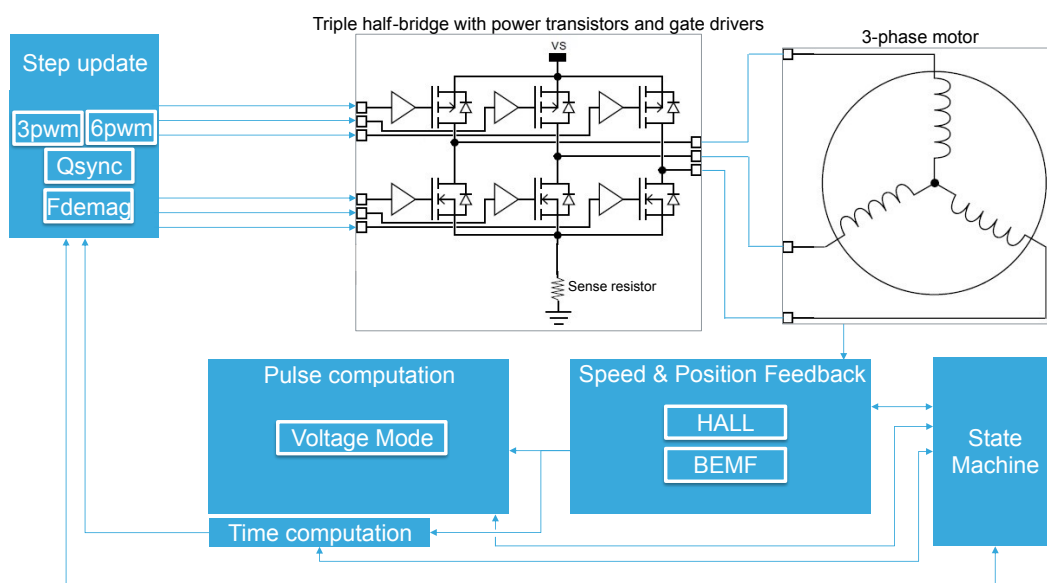 Triple half-bridge with power transistors and gate drivers
3-phase motor
Step update
3pwm
6pwm
Qsync
Fdemag
VS
Sense resistor
Pulse computation
Voltage Mode
Speed & Position Feedback
HALL
BEMF
State
Machine
Time computation